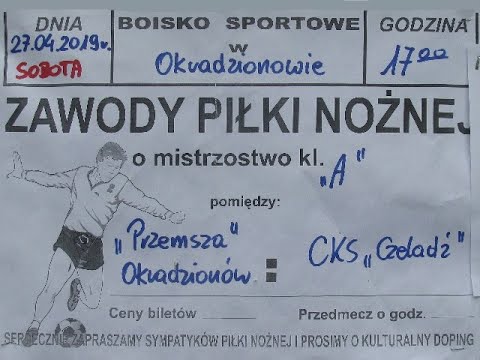 DNIA
27.04.2019r.
SOBOTA
BOISKO SPORTOWE
w
Okradzionowie
GODZINA
17⁰⁰
ZAWODY PIŁKI NOŻNEJ
o mistrzostwo kl. „A"
pomiędzy:
„Przemsza" Okradzionów : CKS „Czeladź"
Ceny biletów Przedmecz o godz.
SERDECZNIE ZAPRASZAMY SYMPATYKÓW PIŁKI NOŻNEJ I PROSIMY O KULTURALNY DOPING